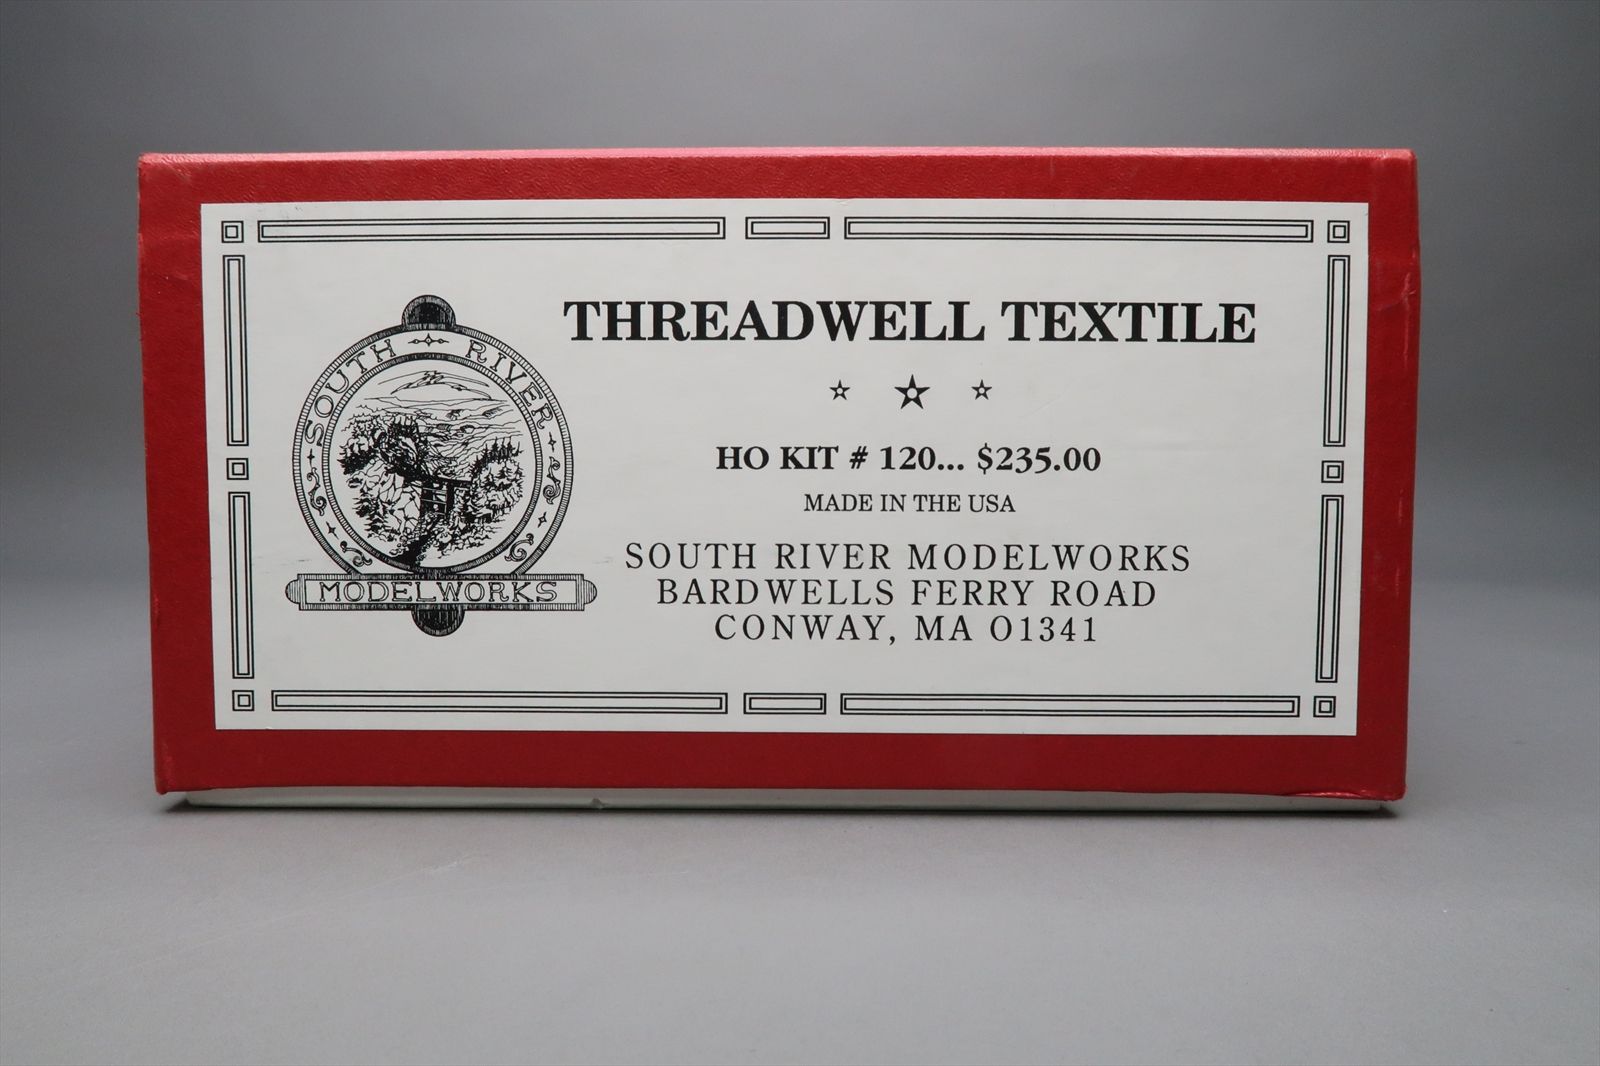 SOUTH RIVER
MODELWORKS
THREADWELL TEXTILE
HO KIT # 120... $235.00
MADE IN THE USA
SOUTH RIVER MODELWORKS
BARDWELLS FERRY ROAD
CONWAY, MA 01341